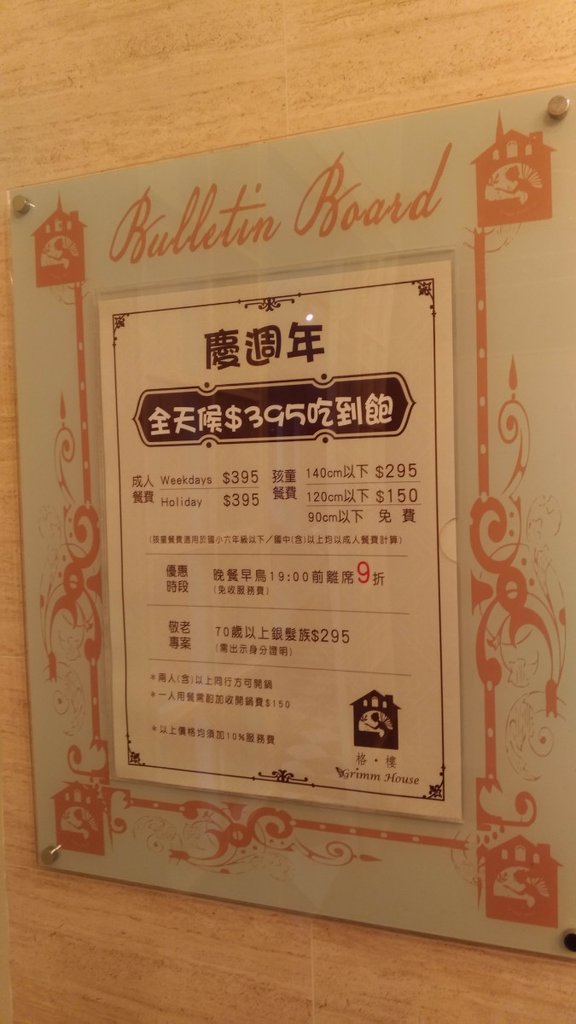 Bulletin Board
慶週年
全天候$395吃到飽
成人餐費 Weekdays $395
Holiday $395
孩童餐費 140cm以下 $295
120cm以下 $150
90cm以下 免費
(孩童餐費適用於國小六年級以下／國中(含)以上均以成人餐費計算)
優惠時段 晚餐早鳥19:00前離席9折
(免收服務費)
敬老專案 70歲以上銀髮族$295
(需出示身分證明)
*兩人(含)以上同行方可開鍋
*一人用餐需酌加收開鍋費$150
*以上價格均須加10%服務費
格·樓
Grimm House